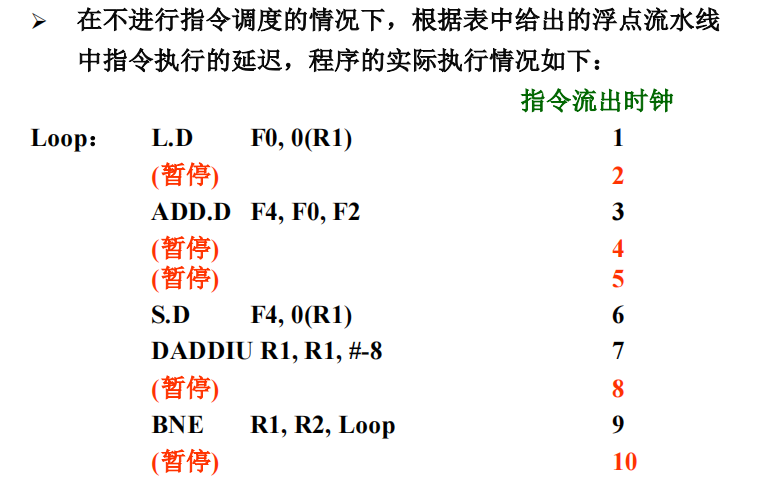 ➢ 在不进行指令调度的情况下，根据表中给出的浮点流水线
中指令执行的延迟，程序的实际执行情况如下：
指令流出时钟
Loop： L.D F0, 0(R1) 1
(暂停) 2
ADD.D F4, F0, F2 3
(暂停) 4
(暂停) 5
S.D F4, 0(R1) 6
DADDIU R1, R1, #-8 7
(暂停) 8
BNE R1, R2, Loop 9
(暂停) 10